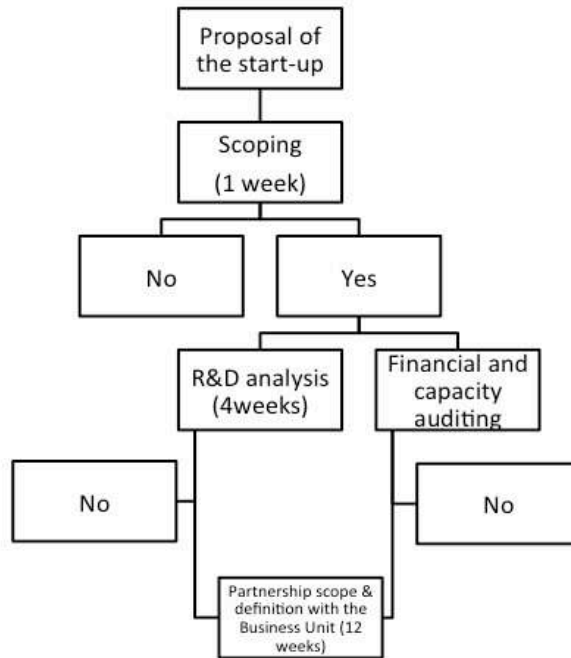 Proposal of
the start-up
Scoping
(1 week)
No
Yes
R&D analysis
(4weeks)
Financial and
capacity
auditing
No
No
Partnership scope &
definition with the
Business Unit (12
weeks)